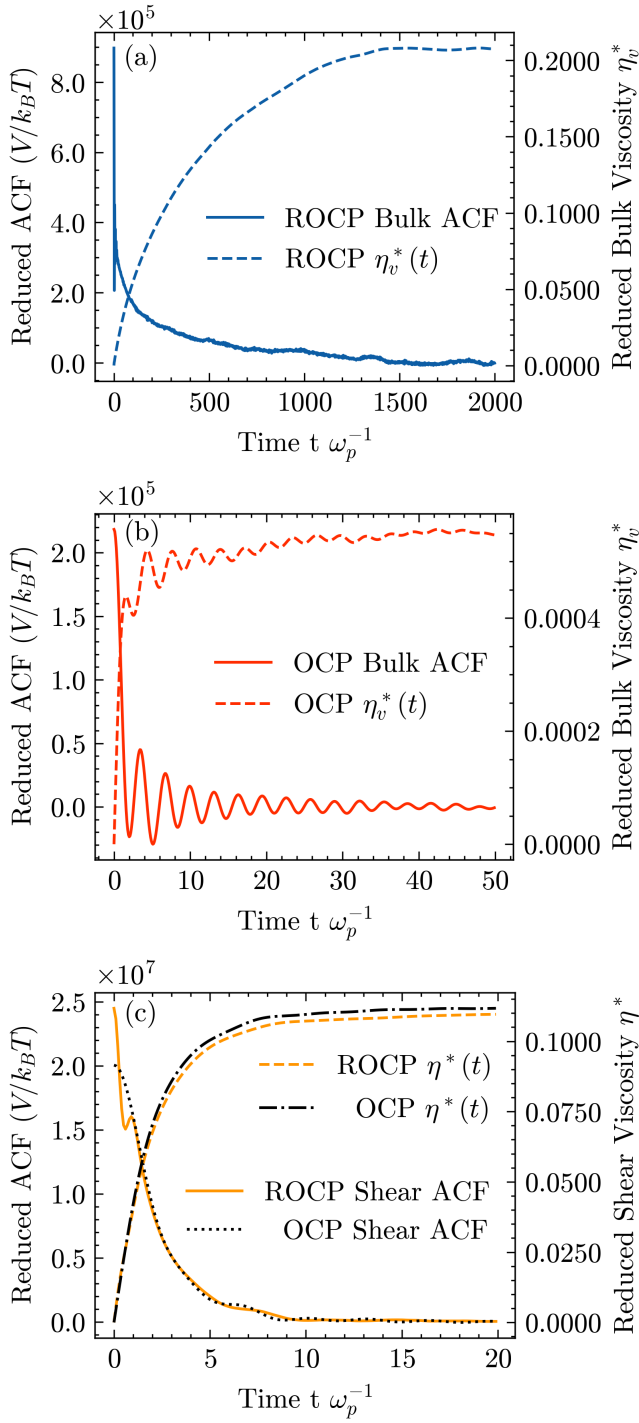 ×10⁵
(a)
Reduced ACF (V/k_BT)
8.0
6.0
4.0
2.0
0.0
0.2000
0.1500
0.1000
0.0500
0.0000
Reduced Bulk Viscosity η_v^*
ROCP Bulk ACF
ROCP η_v^*(t)
0 500 1000 1500 2000
Time t ω_p^{-1}
×10⁵
(b)
Reduced ACF (V/k_BT)
2.0
1.5
1.0
0.5
0.0
0.0004
0.0002
0.0000
Reduced Bulk Viscosity η_v^*
OCP Bulk ACF
OCP η_v^*(t)
0 10 20 30 40 50
Time t ω_p^{-1}
×10⁷
(c)
Reduced ACF (V/k_BT)
2.5
2.0
1.5
1.0
0.5
0.0
0.1000
0.0750
0.0500
0.0250
0.0000
Reduced Shear Viscosity η^*
ROCP η^*(t)
OCP η^*(t)
ROCP Shear ACF
OCP Shear ACF
0 5 10 15 20
Time t ω_p^{-1}